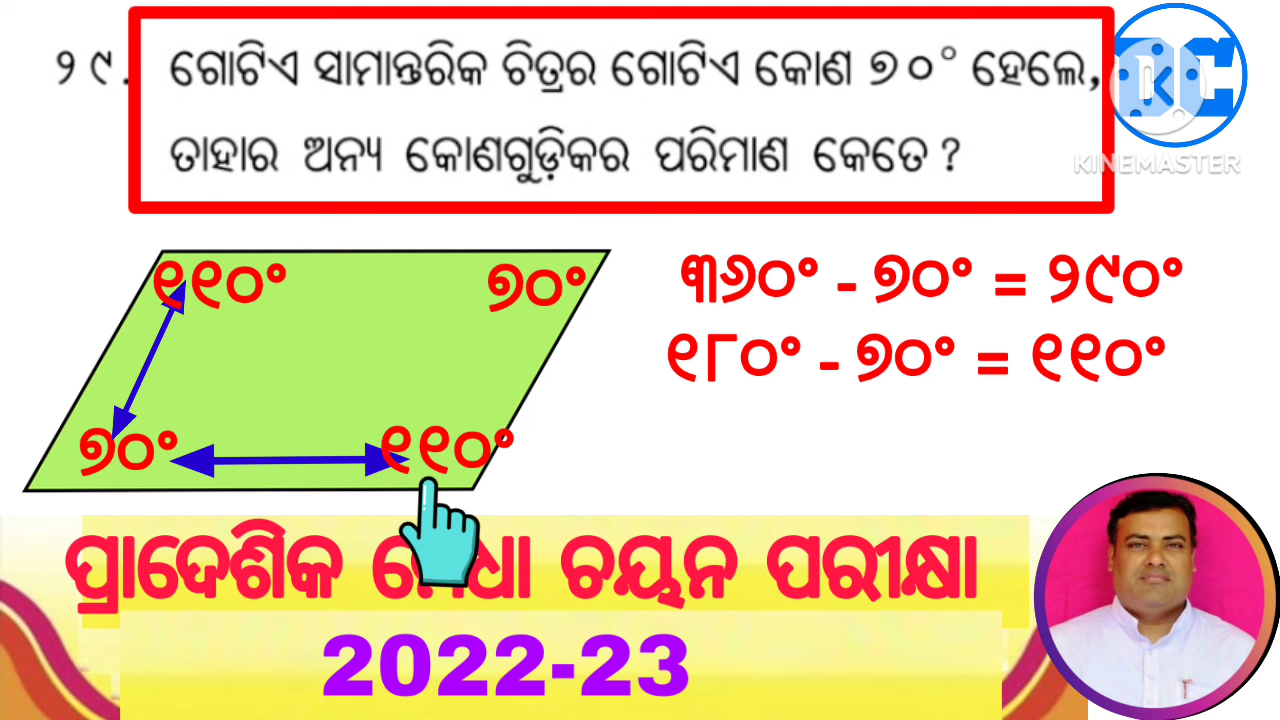 ୨୯. ଗୋଟିଏ ସାମାନ୍ତରିକ ଚିତ୍ରର ଗୋଟିଏ କୋଣ ୭୦° ହେଲେ,
ତାହାର ଅନ୍ୟ କୋଣଗୁଡ଼ିକର ପରିମାଣ କେତେ ?
KINEMASTER
୧୧୦° ୭୦°
୭୦° ୧୧୦°
୩୬୦° - ୭୦° = ୨୯୦°
୧୮୦° - ୭୦° = ୧୧୦°
ପ୍ରାଦେଶିକ ମେଧା ଚୟନ ପରୀକ୍ଷା
2022-23